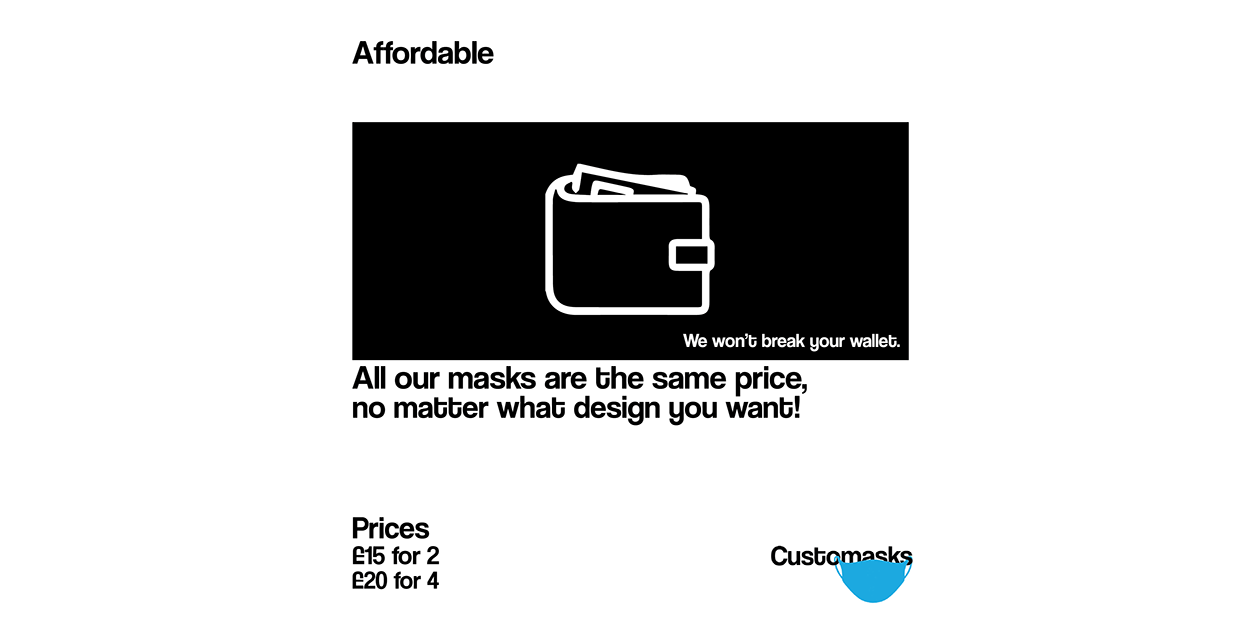 Affordable
We won't break your wallet.
All our masks are the same price,
no matter what design you want!
Prices
£15 for 2
£20 for 4
Customasks